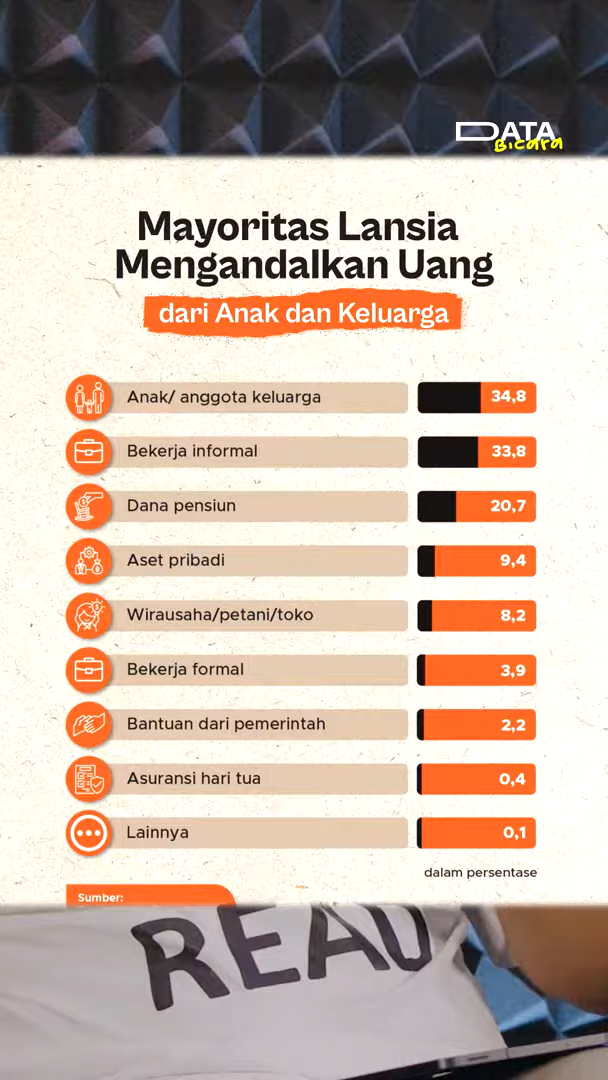 DATA
Bicara
Mayoritas Lansia
Mengandalkan Uang
dari Anak dan Keluarga
Anak/ anggota keluarga 34,8
Bekerja informal 33,8
Dana pensiun 20,7
Aset pribadi 9,4
Wirausaha/petani/toko 8,2
Bekerja formal 3,9
Bantuan dari pemerintah 2,2
Asuransi hari tua 0,4
Lainnya 0,1
dalam persentase
Sumber:
READ